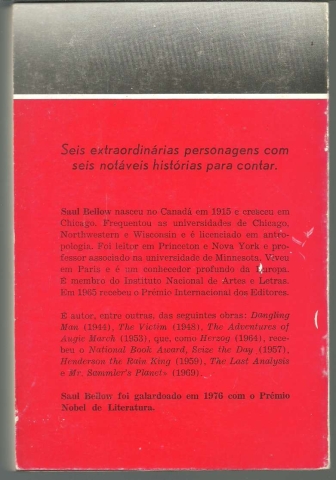 Seis extraordinárias personagens com
seis notáveis histórias para contar.
Saul Bellow nasceu no Canadá em 1915 e cresceu em
Chicago. Frequentou as universidades de Chicago,
Northwestern e Wisconsin e é licenciado em antro-
pologia. Foi leitor em Princeton e Nova York e pro-
fessor associado na universidade de Minnesota. Viveu
em Paris e é um conhecedor profundo da Europa.
É membro do Instituto Nacional de Artes e Letras.
Em 1965 recebeu o Prémio Internacional dos Editores.
É autor, entre outras, das seguintes obras: Dangling
Man (1944), The Victim (1948), The Adventures of
Augie March (1953), que, como Herzog (1964), rece-
beu o National Book Award, Seize the Day (1957),
Henderson the Rain King (1959), The Last Analysis
e Mr. Sammler's Planet» (1969).
Saul Bellow foi galardoado em 1976 com o Prémio
Nobel de Literatura.